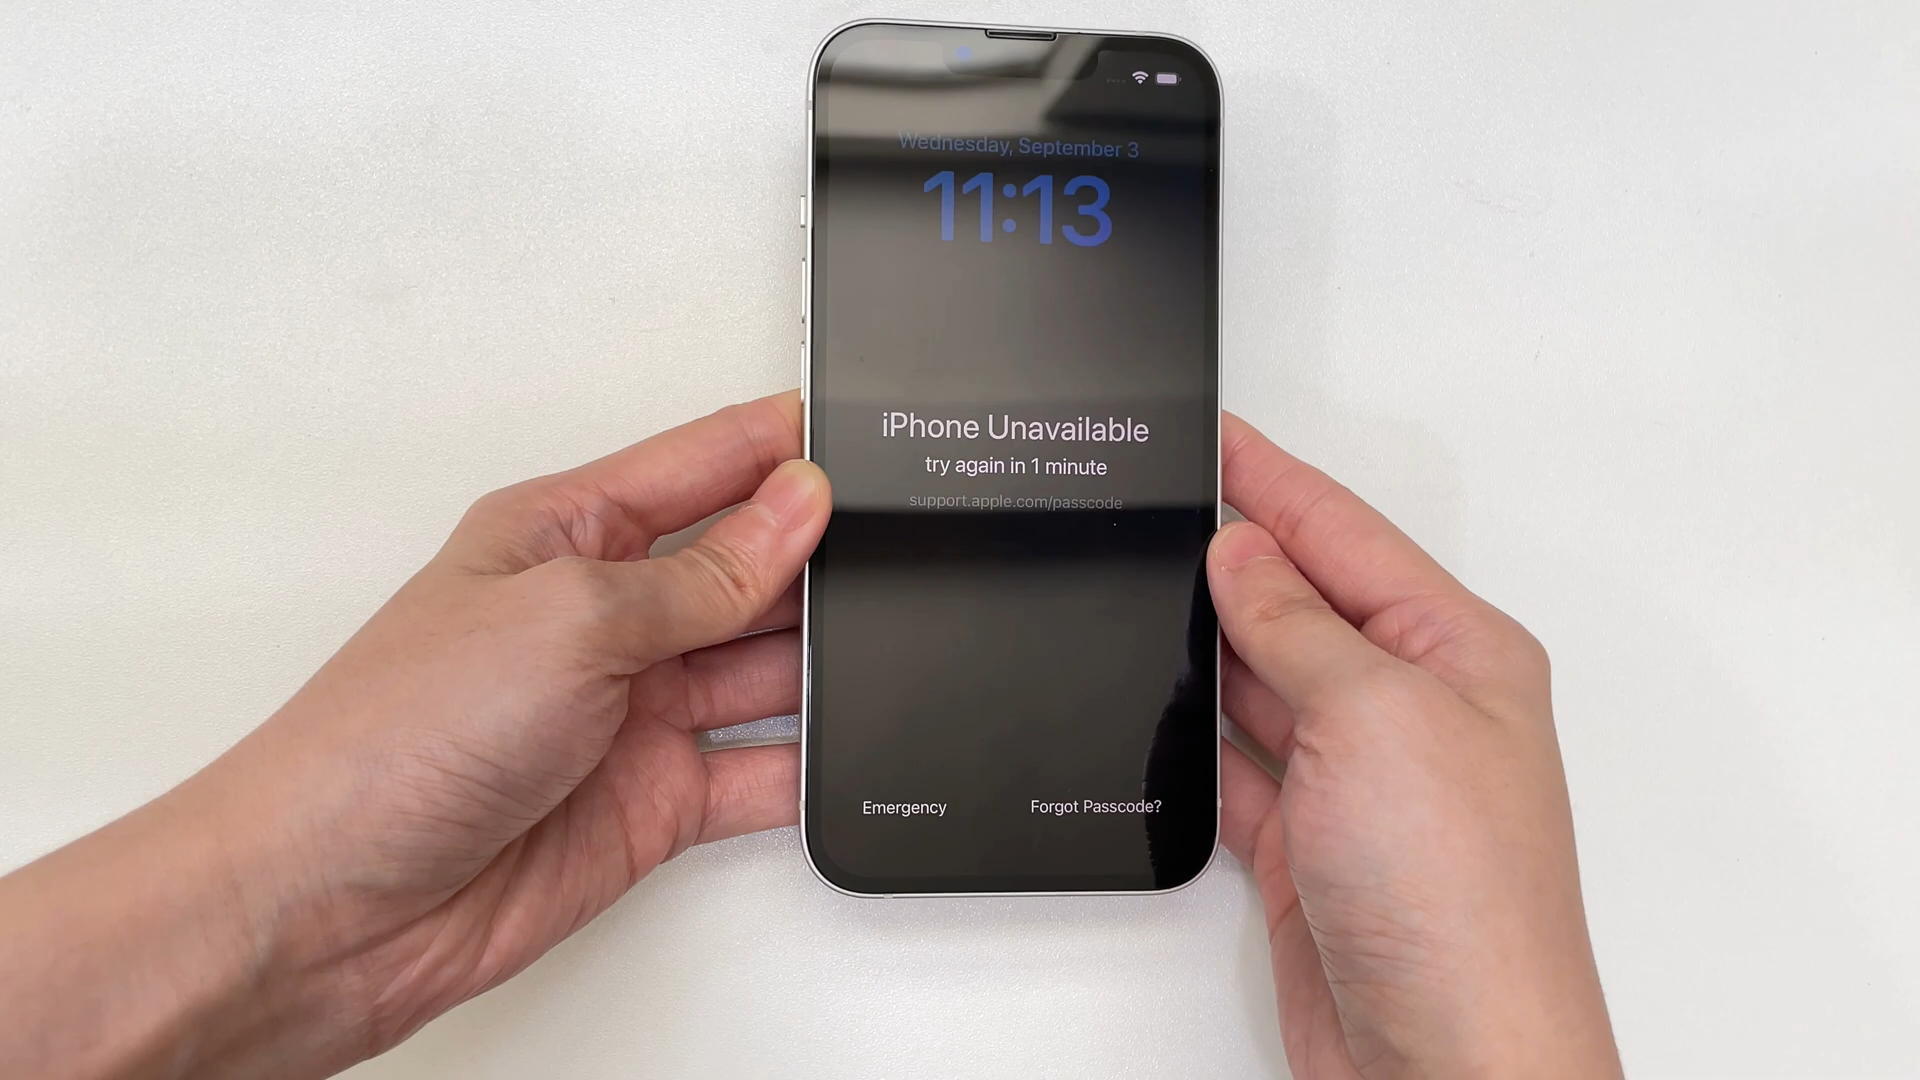 Wednesday, September 3
11:13
iPhone Unavailable
try again in 1 minute
support.apple.com/passcode
Emergency
Forgot Passcode?